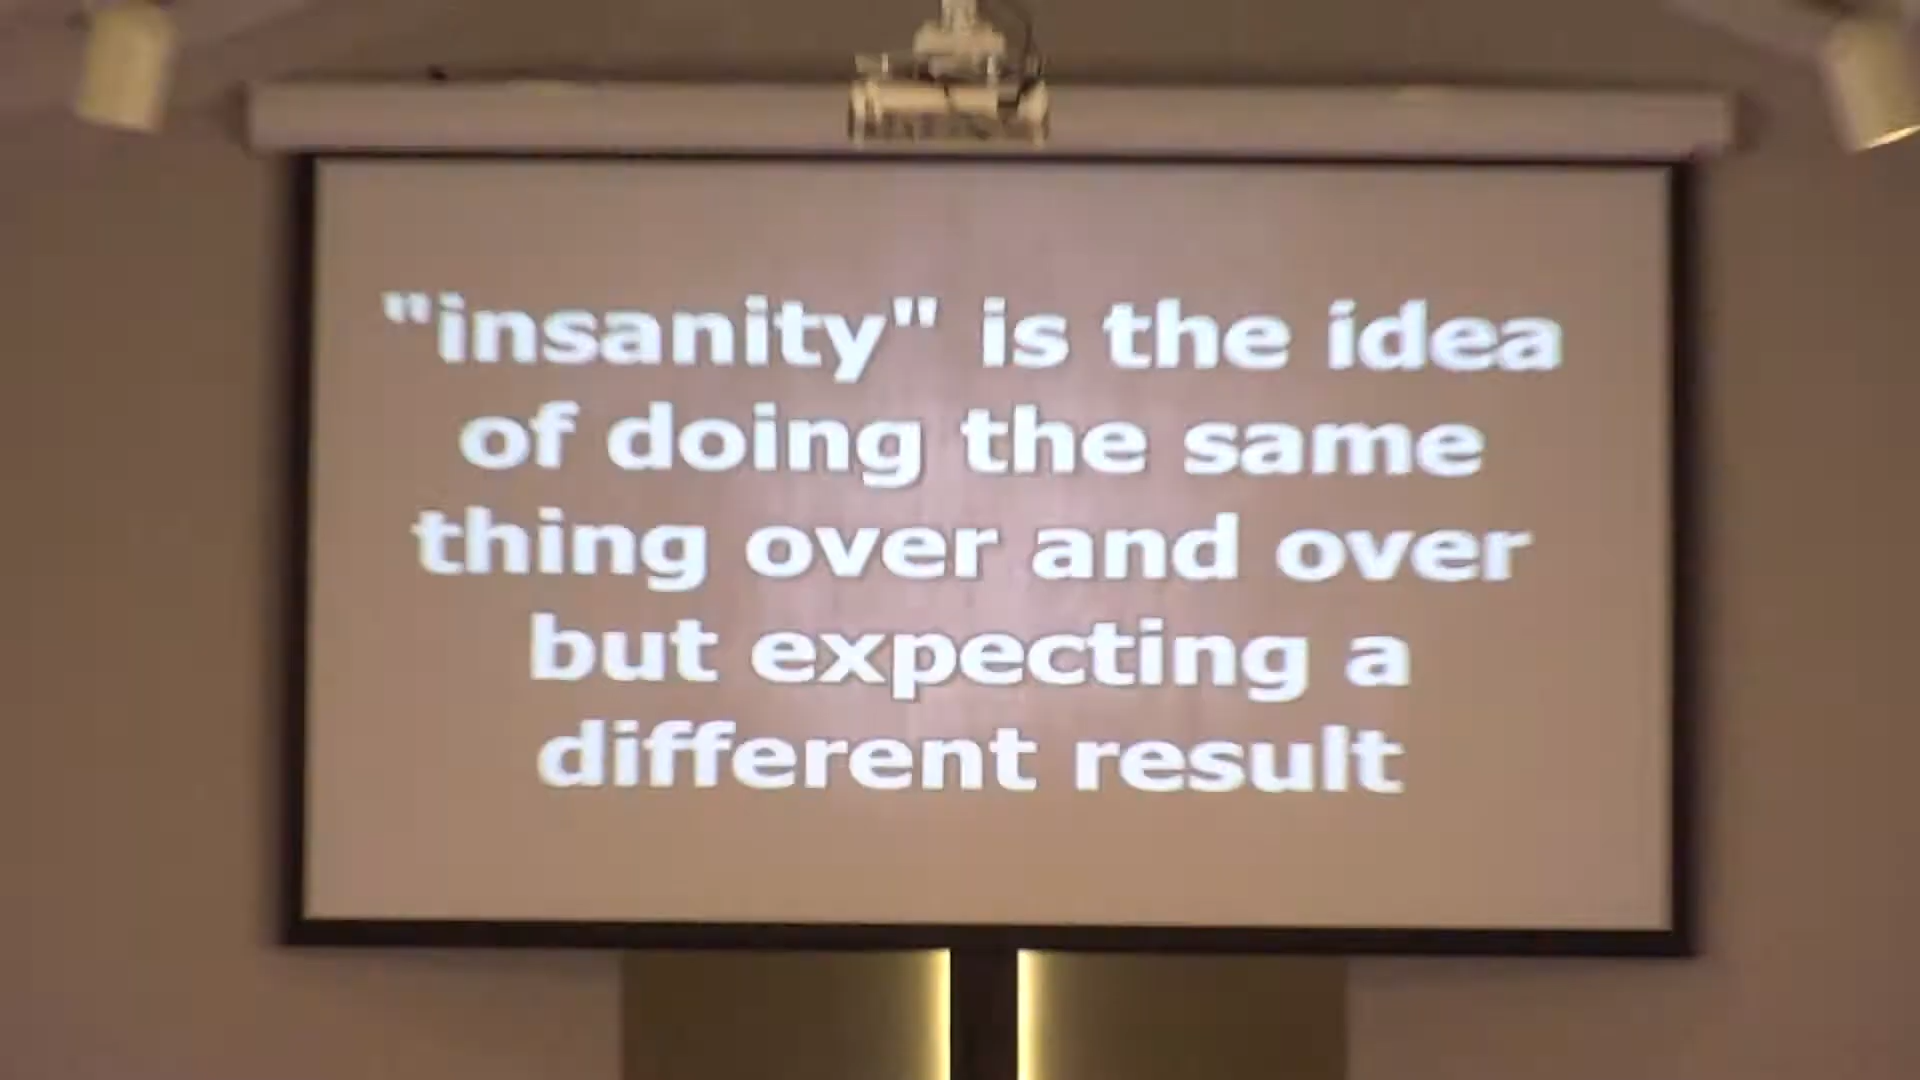 "insanity" is the idea
of doing the same
thing over and over
but expecting a
different result